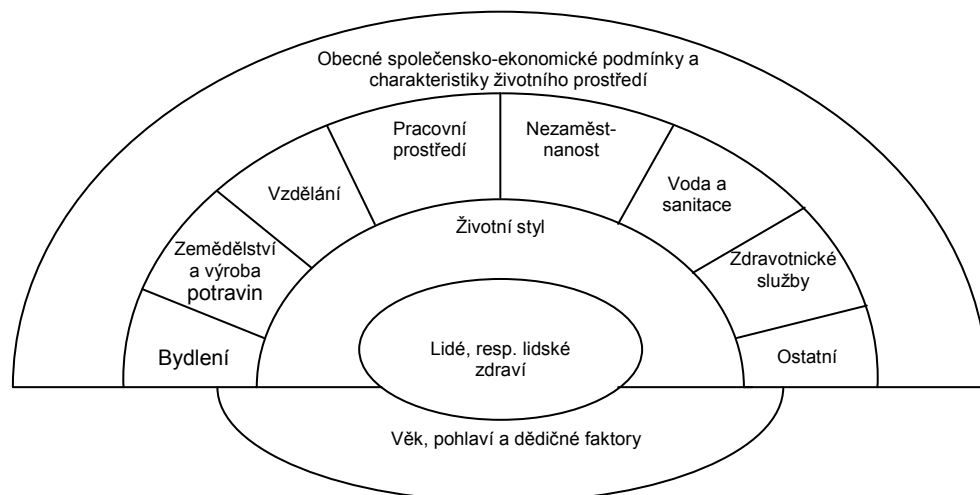 Obecné společensko-ekonomické podmínky a
charakteristiky životního prostředí
Pracovní
prostředí
Nezaměst-
nanost
Vzdělání
Voda a
sanitace
Životní styl
Zemědělství
a výroba
potravin
Zdravotnické
služby
Bydlení
Lidé, resp. lidské
zdraví
Ostatní
Věk, pohlaví a dědičné faktory